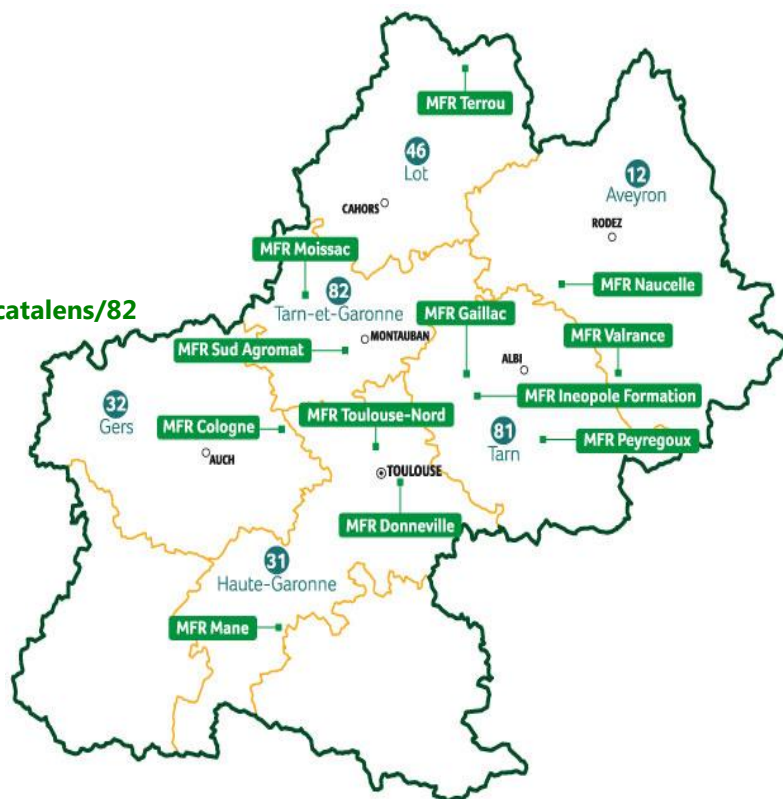 MFR Terrou
46
Lot
12
Aveyron
CAHORS
RODEZ
MFR Moissac
MFR Naucelle
82
Tarn-et-Garonne
catalens/82
MFR Gaillac
MFR Valrance
MONTAUBAN
MFR Sud Agromat
ALBI
MFR Ineopole Formation
32
Gers
MFR Cologne
MFR Toulouse-Nord
81
Tarn
MFR Peyregoux
AUCH
TOULOUSE
MFR Donneville
31
Haute-Garonne
MFR Mane